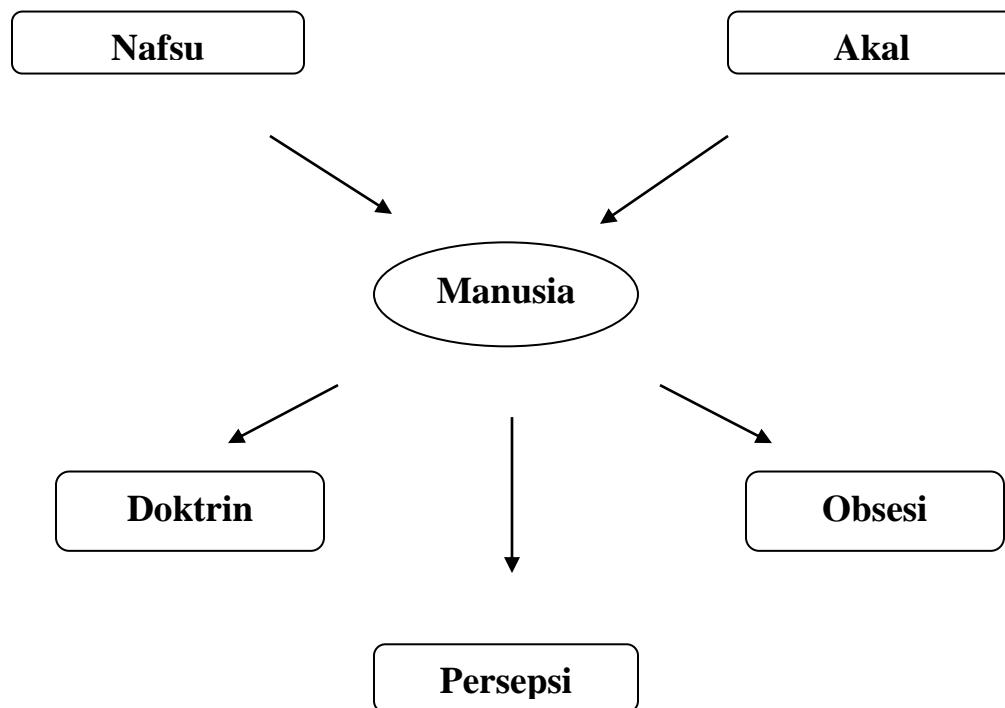 Nafsu
Akal
Manusia
Doktrin
Obsesi
Persepsi